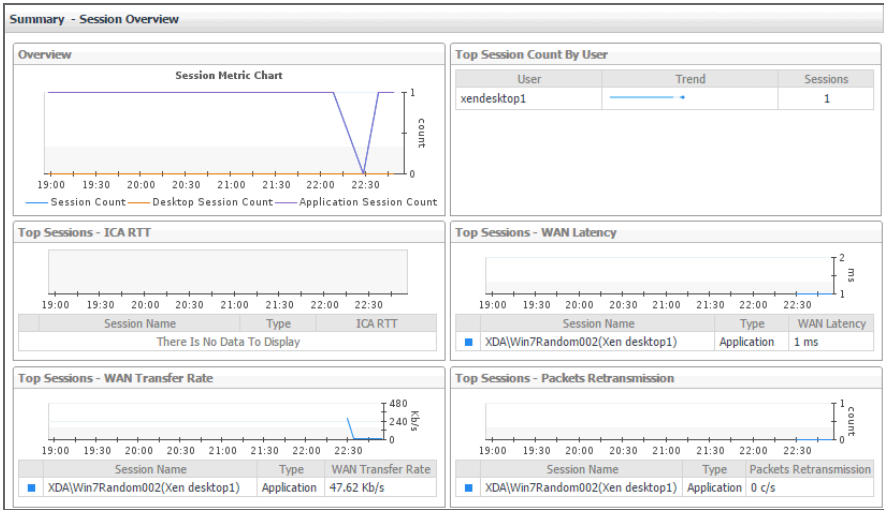 Summary - Session Overview
Overview
Session Metric Chart
1
count
0
19:00 19:30 20:00 20:30 21:00 21:30 22:00 22:30
Session Count Desktop Session Count Application Session Count
Top Session Count By User
User Trend Sessions
xendesktop1 1
Top Sessions - ICA RTT
19:00 19:30 20:00 20:30 21:00 21:30 22:00 22:30
Session Name Type ICA RTT
There Is No Data To Display
Top Sessions - WAN Latency
2
ms
1
19:00 19:30 20:00 20:30 21:00 21:30 22:00 22:30
Session Name Type WAN Latency
XDA\Win7Random002(Xen desktop1) Application 1 ms
Top Sessions - WAN Transfer Rate
480
240
Kb/s
0
19:00 19:30 20:00 20:30 21:00 21:30 22:00 22:30
Session Name Type WAN Transfer Rate
XDA\Win7Random002(Xen desktop1) Application 47.62 Kb/s
Top Sessions - Packets Retransmission
1
count
0
19:00 19:30 20:00 20:30 21:00 21:30 22:00 22:30
Session Name Type Packets Retransmission
XDA\Win7Random002(Xen desktop1) Application 0 c/s